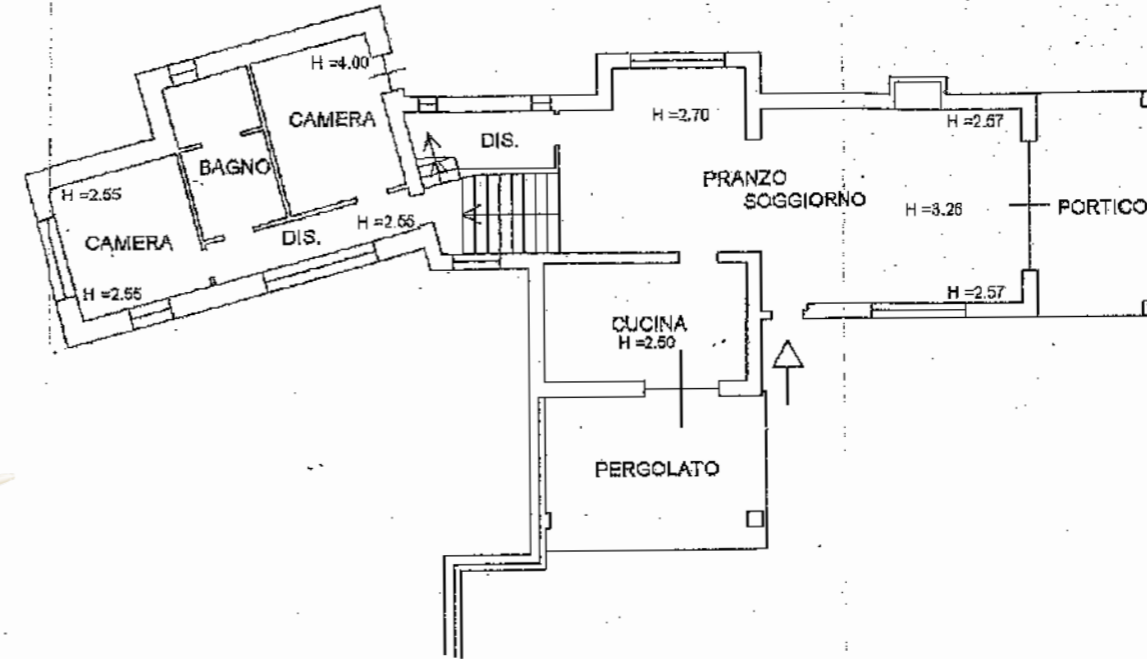 H =4.00
CAMERA
BAGNO
H =2.55
CAMERA
H =2.55
DIS.
H =2.55
DIS.
H =2.70
H =2.57
PRANZO
SOGGIORNO
H =3.26
PORTICO
H =2.57
CUCINA
H =2.50
PERGOLATO